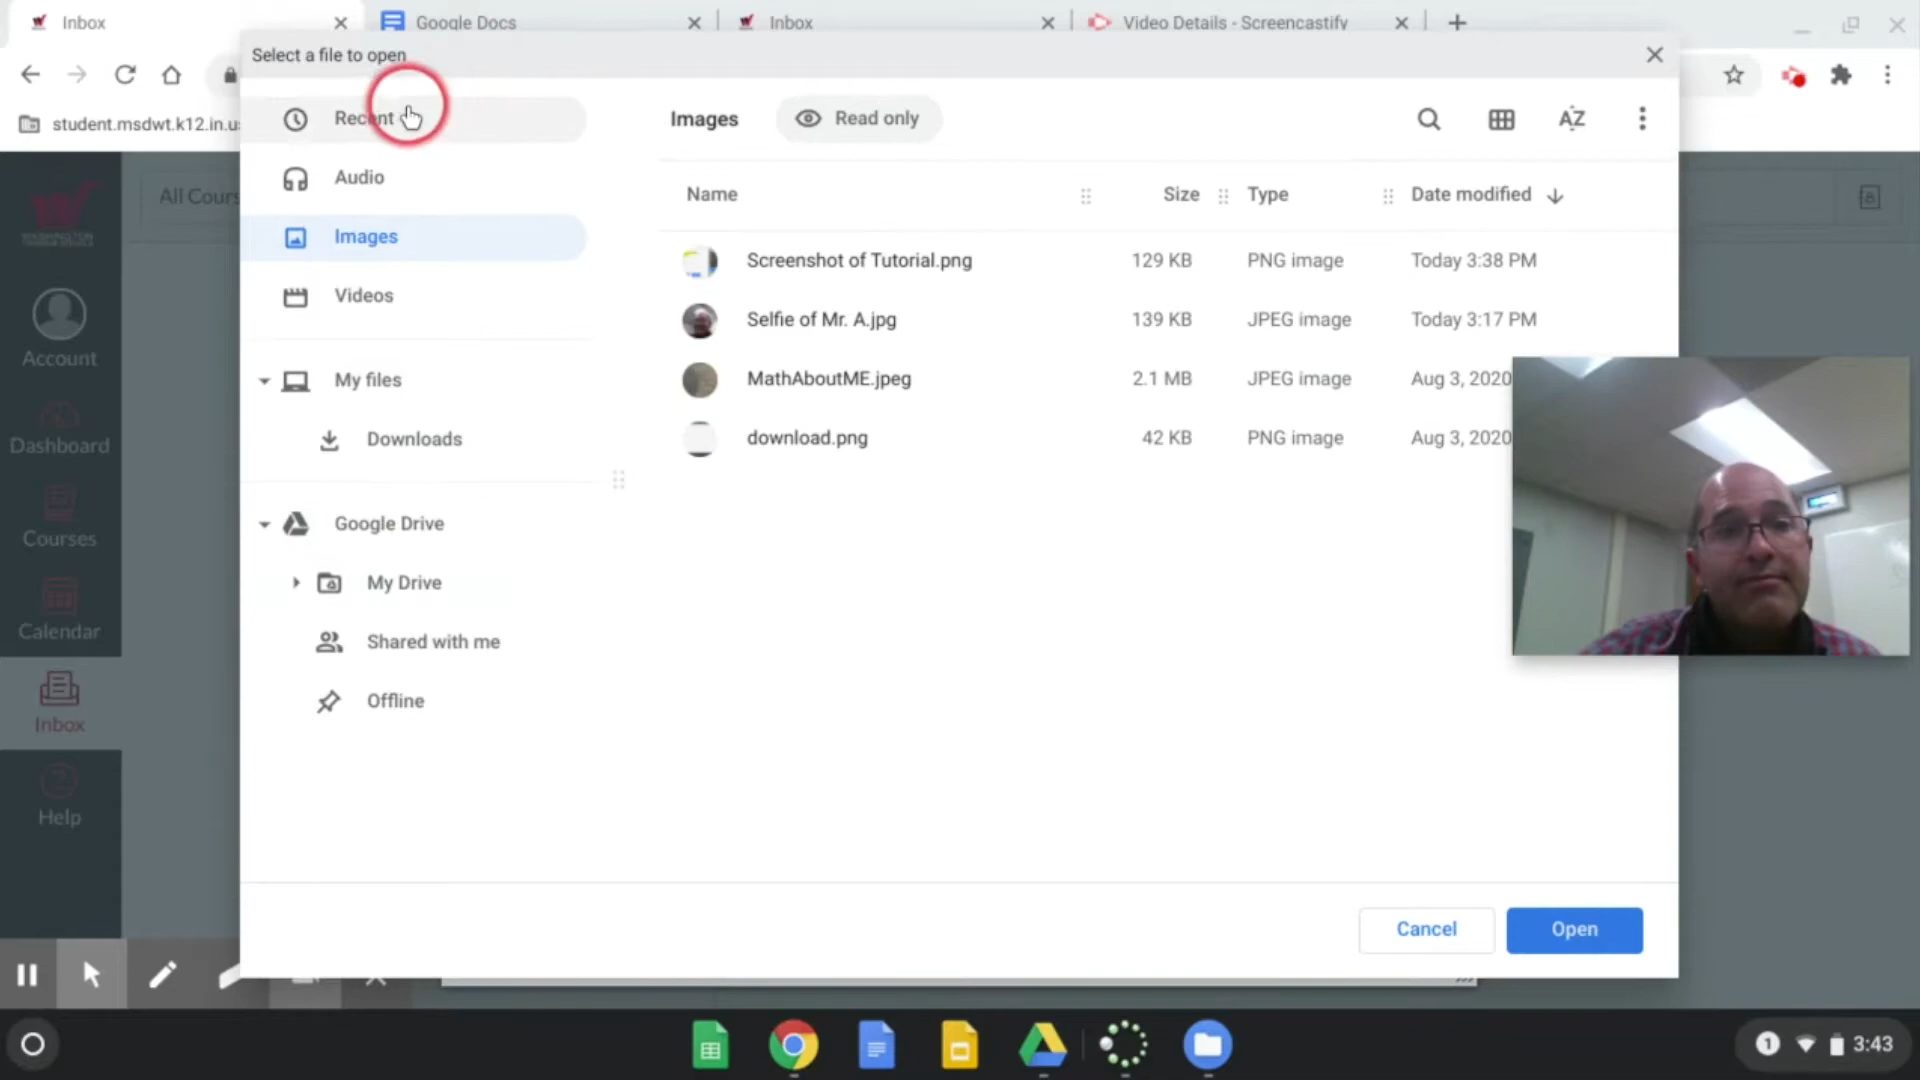 Inbox
Google Docs
Inbox
Video Details - Screencastify
Select a file to open
student.msdwt.k12.in.u
Recent
Images
Read only
Audio
Images
Videos
My files
Downloads
Google Drive
My Drive
Shared with me
Offline
Name
Size
Type
Date modified
Screenshot of Tutorial.png
129 KB
PNG image
Today 3:38 PM
Selfie of Mr. A.jpg
139 KB
JPEG image
Today 3:17 PM
MathAboutME.jpeg
2.1 MB
JPEG image
Aug 3, 2020
download.png
42 KB
PNG image
Aug 3, 2020
All Cours
Account
Dashboard
Courses
Calendar
Inbox
Help
Cancel
Open
1
3:43